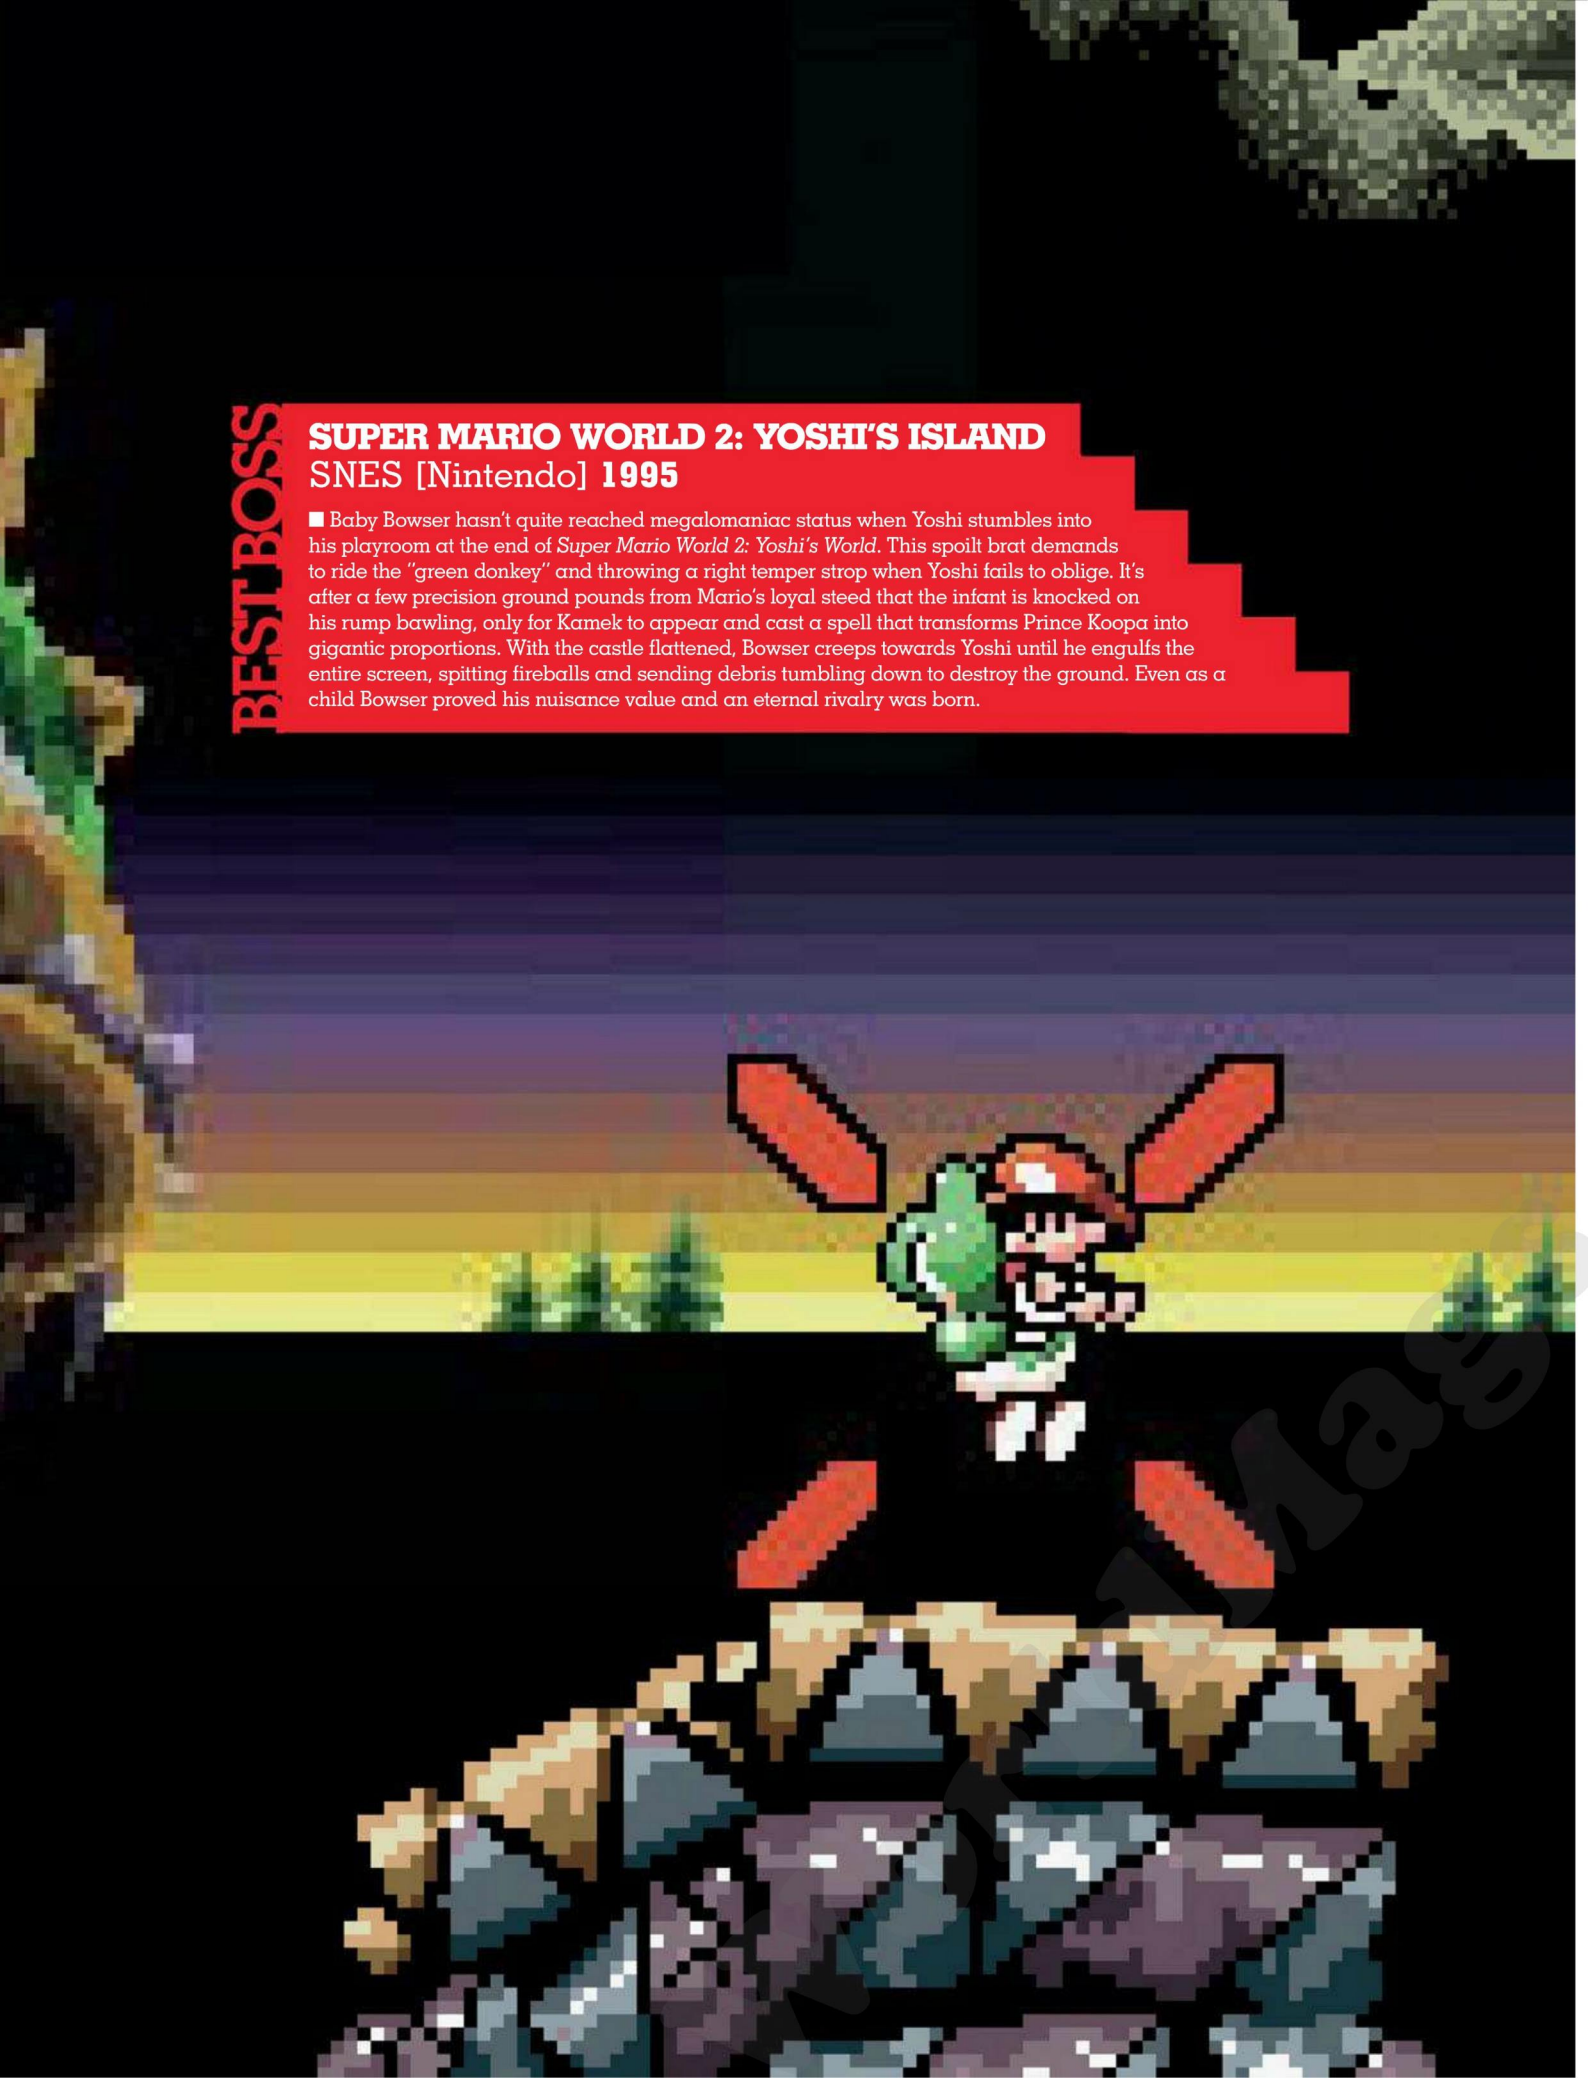 BEST BOSS
SUPER MARIO WORLD 2: YOSHI'S ISLAND
SNES [Nintendo] 1995
■ Baby Bowser hasn't quite reached megalomaniac status when Yoshi stumbles into
his playroom at the end of Super Mario World 2: Yoshi's World. This spoilt brat demands
to ride the "green donkey" and throwing a right temper strop when Yoshi fails to oblige. It's
after a few precision ground pounds from Mario's loyal steed that the infant is knocked on
his rump bawling, only for Kamek to appear and cast a spell that transforms Prince Koopa into
gigantic proportions. With the castle flattened, Bowser creeps towards Yoshi until he engulfs the
entire screen, spitting fireballs and sending debris tumbling down to destroy the ground. Even as a
child Bowser proved his nuisance value and an eternal rivalry was born.